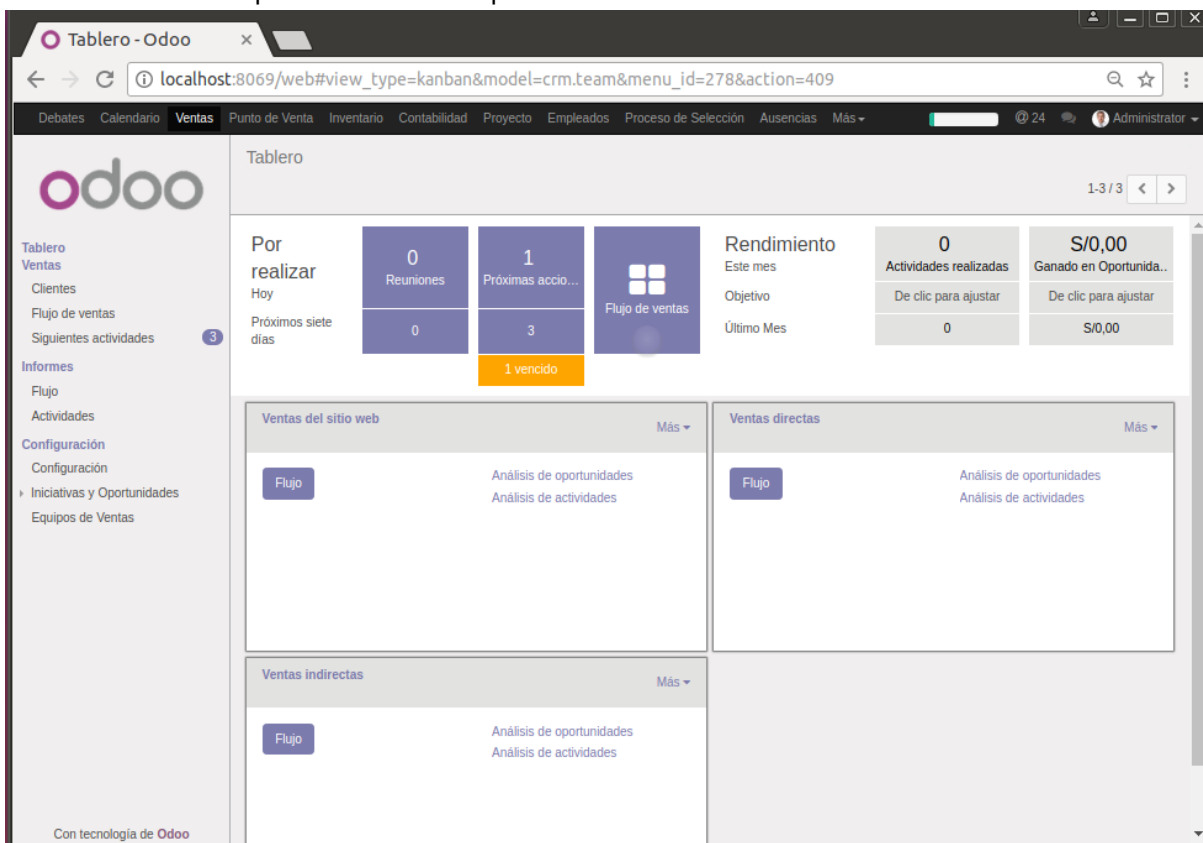 Tablero - Odoo
localhost:8069/web#view_type=kanban&model=crm.team&menu_id=278&action=409
Debates Calendario Ventas Punto de Venta Inventario Contabilidad Proyecto Empleados Proceso de Selección Ausencias Más @ 24 Administrator
odoo
Tablero
1-3 / 3
Tablero
Ventas
Clientes
Flujo de ventas
Siguientes actividades 3
Informes
Flujo
Actividades
Configuración
Configuración
Iniciativas y Oportunidades
Equipos de Ventas
Con tecnología de Odoo
Por
realizar
Hoy
Próximos siete
días
0
Reuniones
0
1
Próximas accio...
3
1 vencido
Flujo de ventas
Rendimiento
Este mes
Objetivo
Último Mes
0
Actividades realizadas
De clic para ajustar
0
S/0,00
Ganado en Oportunida..
De clic para ajustar
S/0,00
Ventas del sitio web
Más
Flujo
Análisis de oportunidades
Análisis de actividades
Ventas directas
Más
Flujo
Análisis de oportunidades
Análisis de actividades
Ventas indirectas
Más
Flujo
Análisis de oportunidades
Análisis de actividades